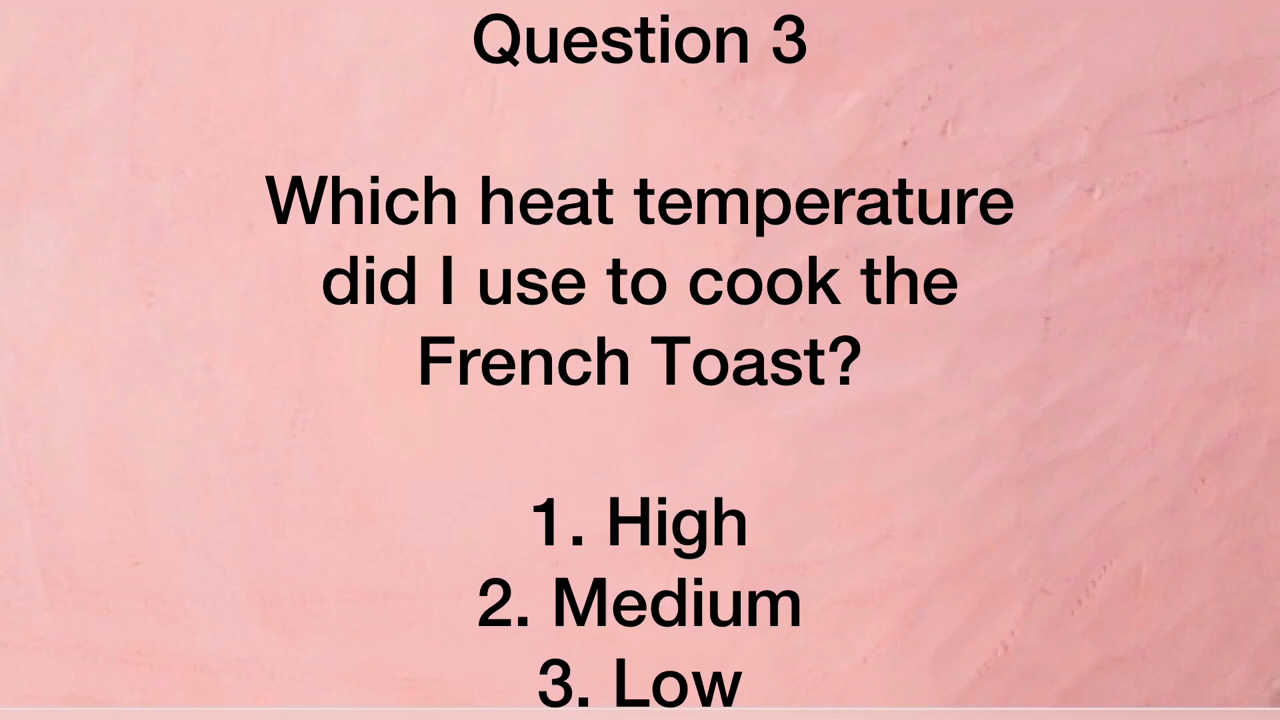 Question 3
Which heat temperature
did I use to cook the
French Toast?
1. High
2. Medium
3. Low